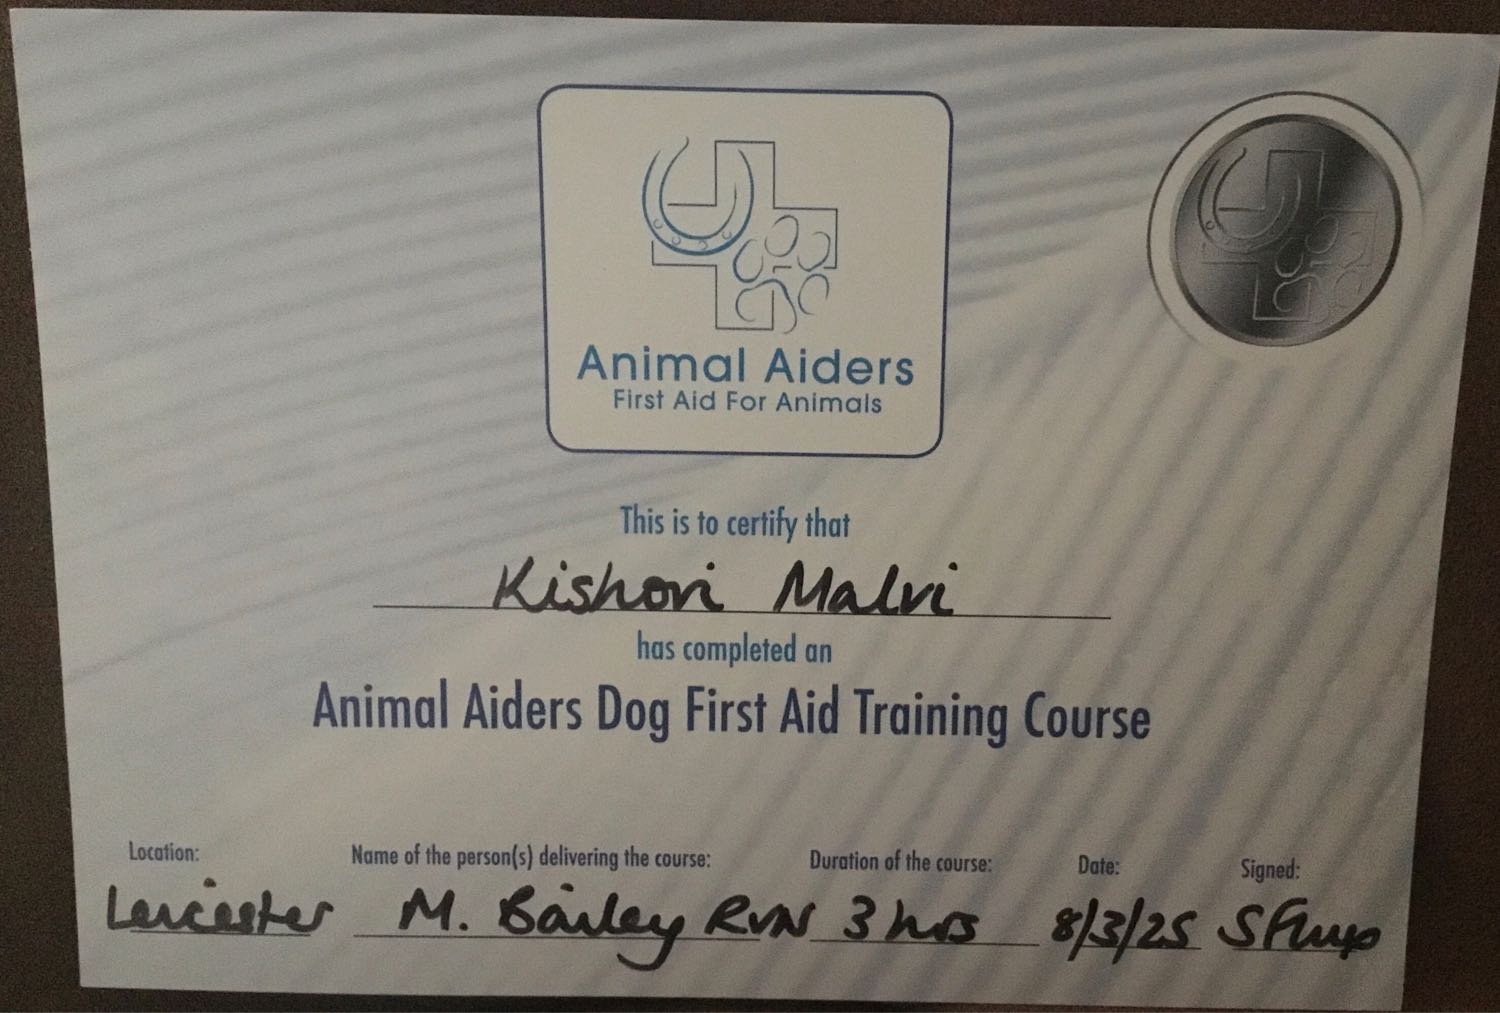 Animal Aiders
First Aid For Animals
This is to certify that
Kishori Malvi
has completed an
Animal Aiders Dog First Aid Training Course
Location: Name of the person(s) delivering the course: Duration of the course: Date: Signed:
Leicester M. Bailey RVN 3 hrs 8/3/25